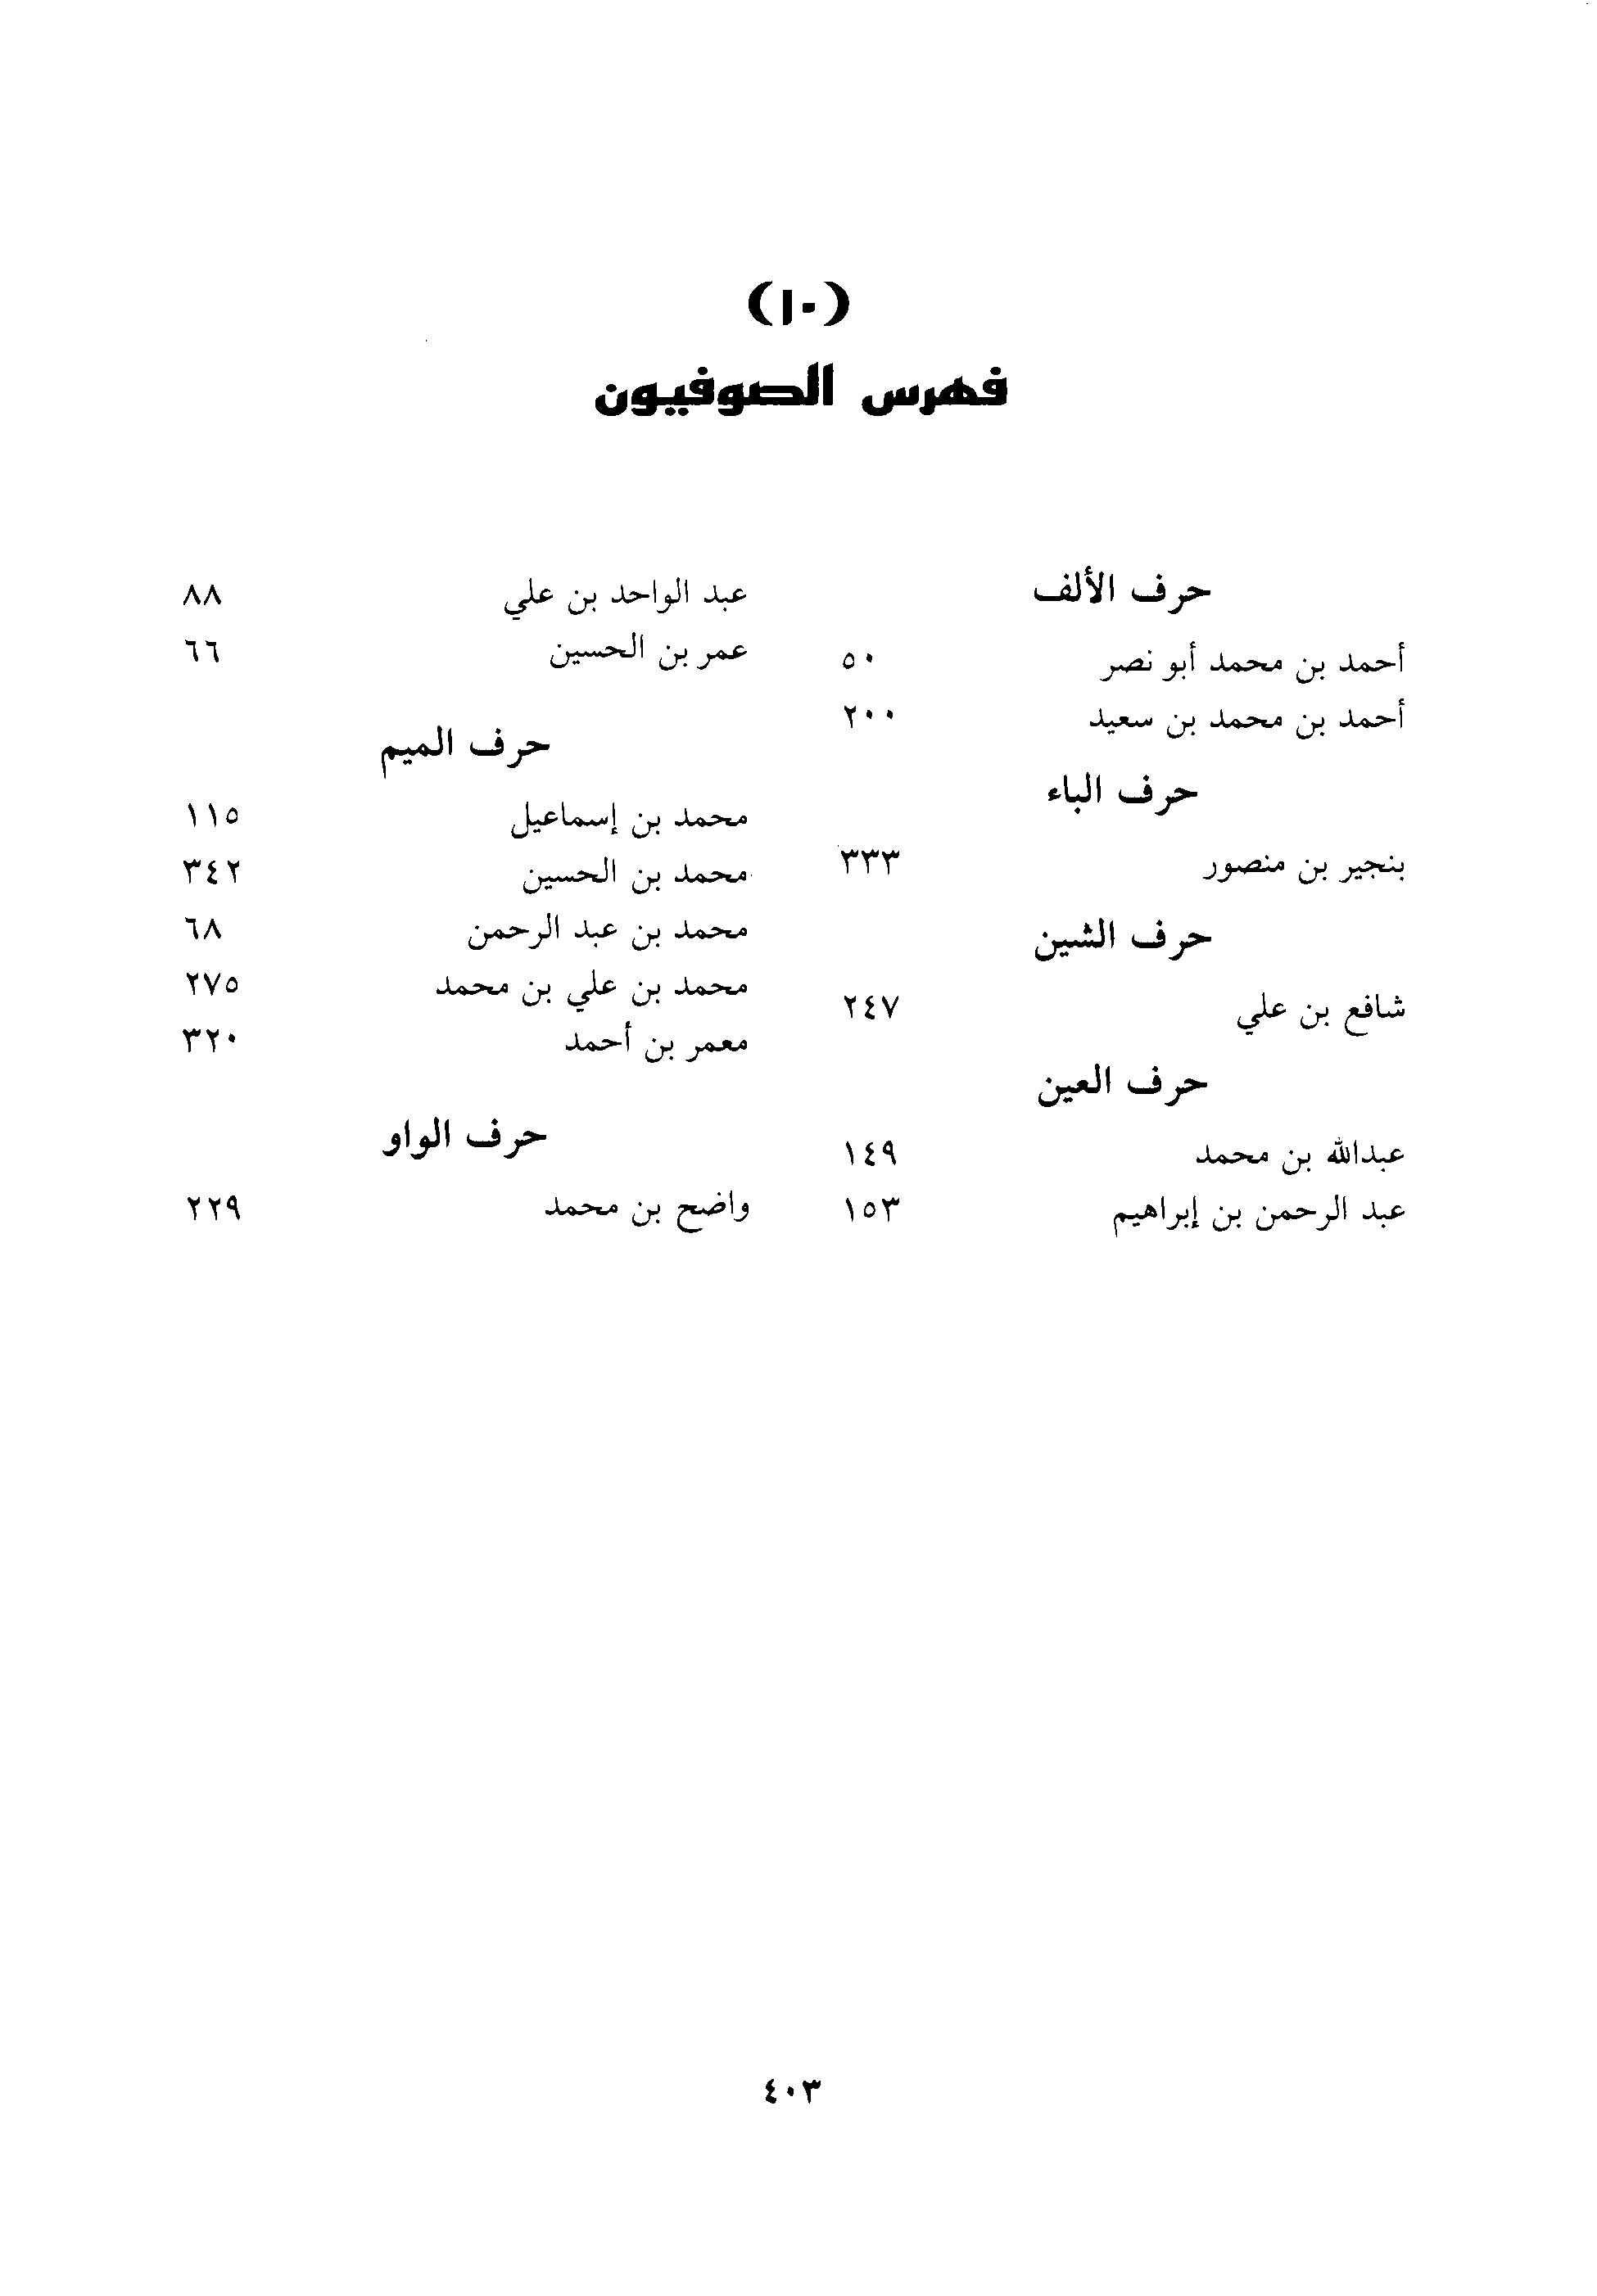 (١٠)
فهرس الصوفيون
حرف الألف
أحمد بن محمد أبو نصر ٥٠
أحمد بن محمد بن سعيد ٢٠٠
حرف الباء
بنجير بن منصور ٣٣٣
حرف الشين
شافع بن علي ٢٤٧
حرف العين
عبدالله بن محمد ١٤٩
عبد الرحمن بن إبراهيم ١٥٣
عبد الواحد بن علي ٨٨
عمر بن الحسين ٦٦
حرف الميم
محمد بن إسماعيل ١١٥
محمد بن الحسين ٣٤٢
محمد بن عبد الرحمن ٦٨
محمد بن علي بن محمد ٢٧٥
معمر بن أحمد ٣٢٠
حرف الواو
واضح بن محمد ٢٢٩
٤٠٣